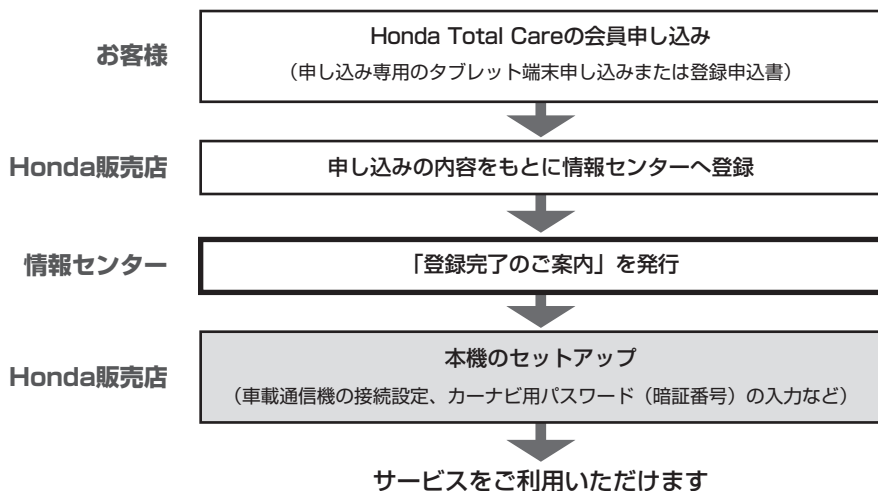 お客様
Honda Total Careの会員申し込み
（申し込み専用のタブレット端末申し込みまたは登録申込書）
Honda販売店
申し込みの内容をもとに情報センターへ登録
情報センター
「登録完了のご案内」を発行
Honda販売店
本機のセットアップ
（車載通信機の接続設定、カーナビ用パスワード（暗証番号）の入力など）
サービスをご利用いただけます